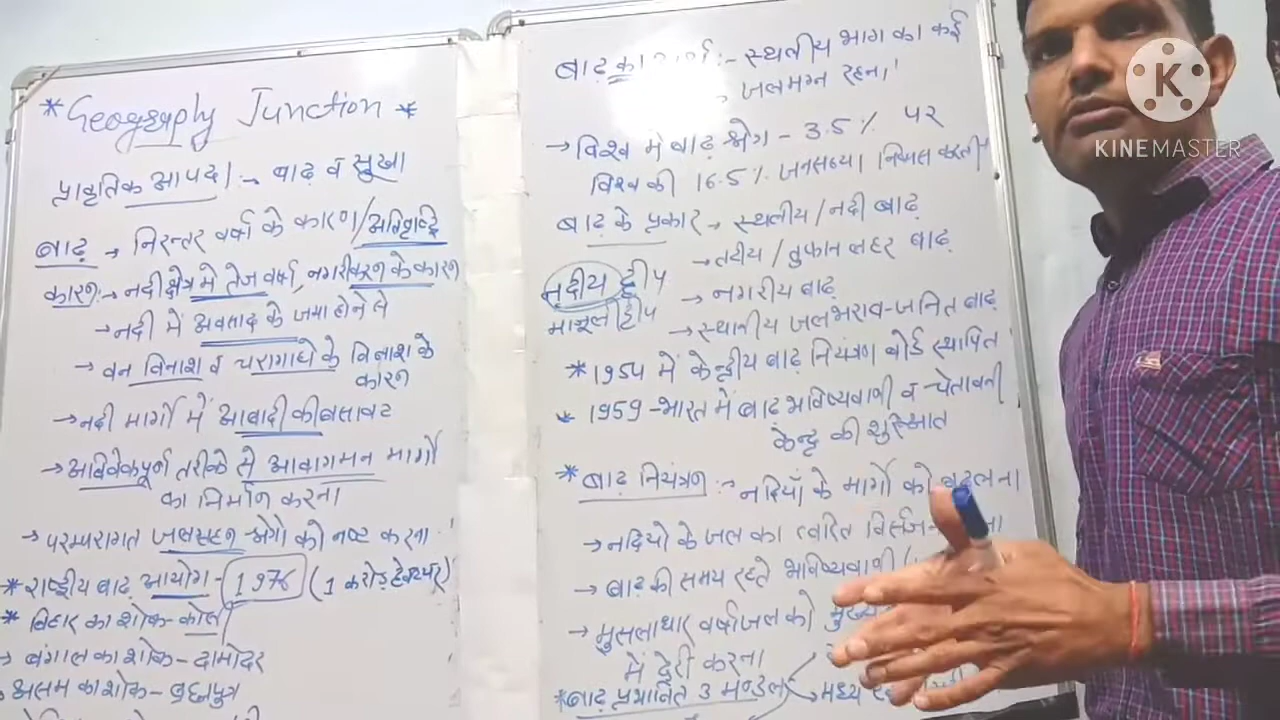 * Geography Junction *
प्राकृतिक आपदा :- बाढ़ व सूखा
बाढ़ → निरन्तर वर्षा के कारण/अतिवृष्टि
कारण:→ नदी क्षेत्र मे तेज वर्षा, नगरीकरण के कारण
→ नदी में अवसाद के जमा होने से
→ वन विनाश व चरागाहो के विनाश के
कारण
→ नदी मार्गो में आबादी की बसावट
→ अविवेकपूर्ण तरीके से आवागमन मार्गो
का निर्माण करना
→ परम्परागत जलग्रहण क्षेत्रो को नष्ट करना
* राष्ट्रीय बाढ़ आयोग - 1976 (1 करोड़ हेक्टेयर)
* बिहार का शोक - कोसी
→ बंगाल का शोक - दामोदर
असम का शोक - ब्रह्मपुत्र
बाढ़ का :- स्थलीय भाग का कई
जलमग्न रहना।
→ विश्व में बाढ़ क्षेत्र - 3.5% पर
विश्व की 16.5% जनसंख्या निवास करती
बाढ़ के प्रकार → स्थलीय/नदी बाढ़
→ तटीय / तुफान लहर बाढ़
नदीय द्वीप
→ नगरीय बाढ़
माजुली द्वीप
→ स्थानीय जलभराव-जनित बाढ़
* 1954 में केन्द्रीय बाढ़ नियंत्रण बोर्ड स्थापित
* 1959 - भारत में बाढ़ भविष्यवाणी व चेतावनी
केन्द्र की शुरुआत
* बाढ़ नियंत्रण :- नदियाँ के मार्गो को बदलना
→ नदियो के जल का त्वरित
→ बाढ़ की समय रहते भविष्यवाणी
→ मुसलाधार वर्षाजल को मुख्य
में देरी करना
* बाढ़ प्रभावित 3 मण्डल
मध्य
K
KINEMASTER